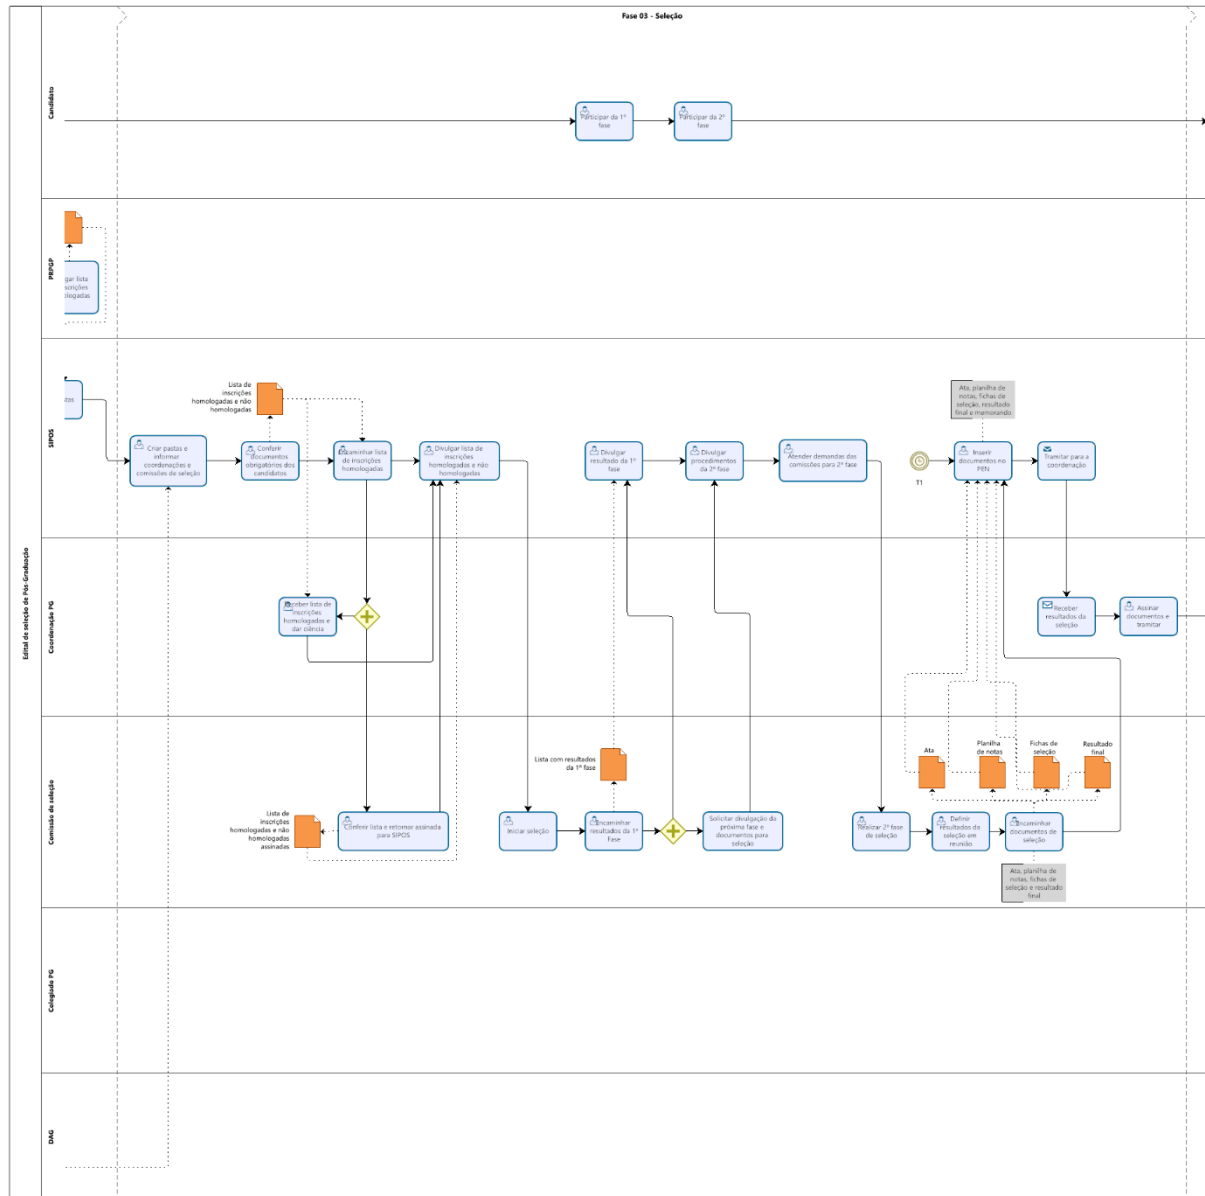 Fase 03 - Seleção
Edital de seleção de Pós-Graduação
Candidato
Participar da 1ª
fase
Participar da 2ª
fase
PRPGP
gar lista
scrições
ologadas
SIPOS
Lista de
inscrições
homologadas e não
homologadas
Criar pastas e
informar
coordenações e
comissões de seleção
Conferir
documentos
obrigatórios dos
candidatos
Encaminhar lista
de inscrições
homologadas
Divulgar lista de
inscrições
homologadas e não
homologadas
Divulgar
resultado da 1ª
fase
Divulgar
procedimentos
da 2ª fase
Atender demandas das
comissões para 2ª fase
T1
Ata, planilha de
notas, fichas de
seleção, resultado
final e memorando
Inserir
documentos no
PEN
Tramitar para a
coordenação
Coordenação PG
Receber lista de
inscrições
homologadas e
dar ciência
Receber
resultados da
seleção
Assinar
documentos e
tramitar
Comissão de seleção
Lista de
inscrições
homologadas e não
homologadas
assinadas
Conferir lista e retornar assinada
para SIPOS
Iniciar seleção
Lista com resultados
da 1ª fase
Encaminhar
resultados da 1ª
Fase
Solicitar divulgação da
próxima fase e
documentos para
seleção
Realizar 2ª fase
de seleção
Definir
resultados da
seleção em
reunião
Encaminhar
documentos de
seleção
Ata
Planilha
de notas
Fichas de
seleção
Resultado
final
Ata, planilha de
notas, fichas de
seleção e resultado
final
Colegiado PG
DAG